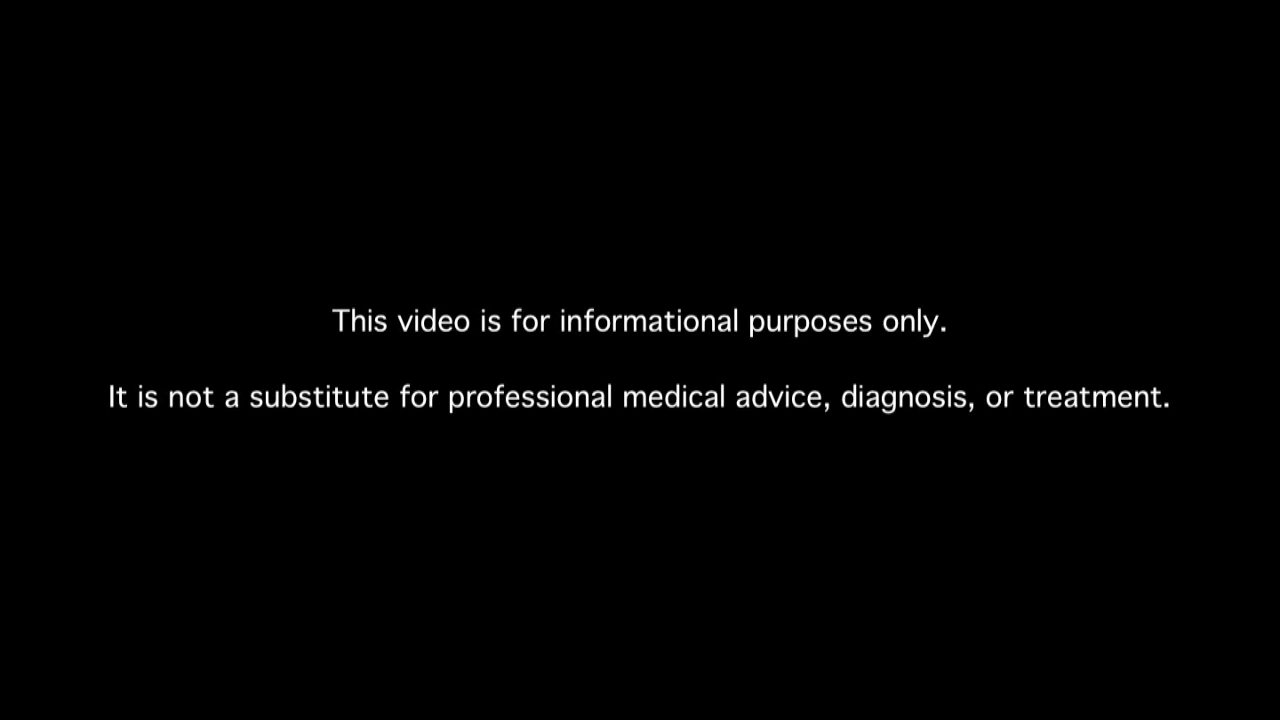 This video is for informational purposes only.
It is not a substitute for professional medical advice, diagnosis, or treatment.